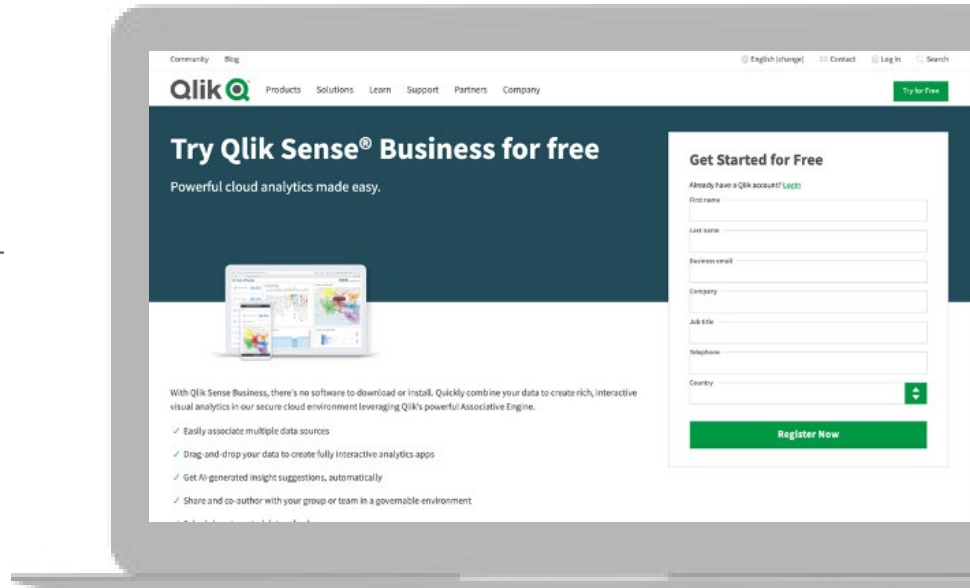 Community Blog English (change) Contact Log In Search
Qlik Products Solutions Learn Support Partners Company Try for Free
Try Qlik Sense® Business for free
Powerful cloud analytics made easy.
Get Started for Free
Already have a Qlik account? Login
First name
Last name
Business email
Company
Job title
Telephone
Country
Register Now
With Qlik Sense Business, there's no software to download or install. Quickly combine your data to create rich, interactive
visual analytics in our secure cloud environment leveraging Qlik's powerful Associative Engine.
✓ Easily associate multiple data sources
✓ Drag-and-drop your data to create fully interactive analytics apps
✓ Get AI-generated insight suggestions, automatically
✓ Share and co-author with your group or team in a governable environment